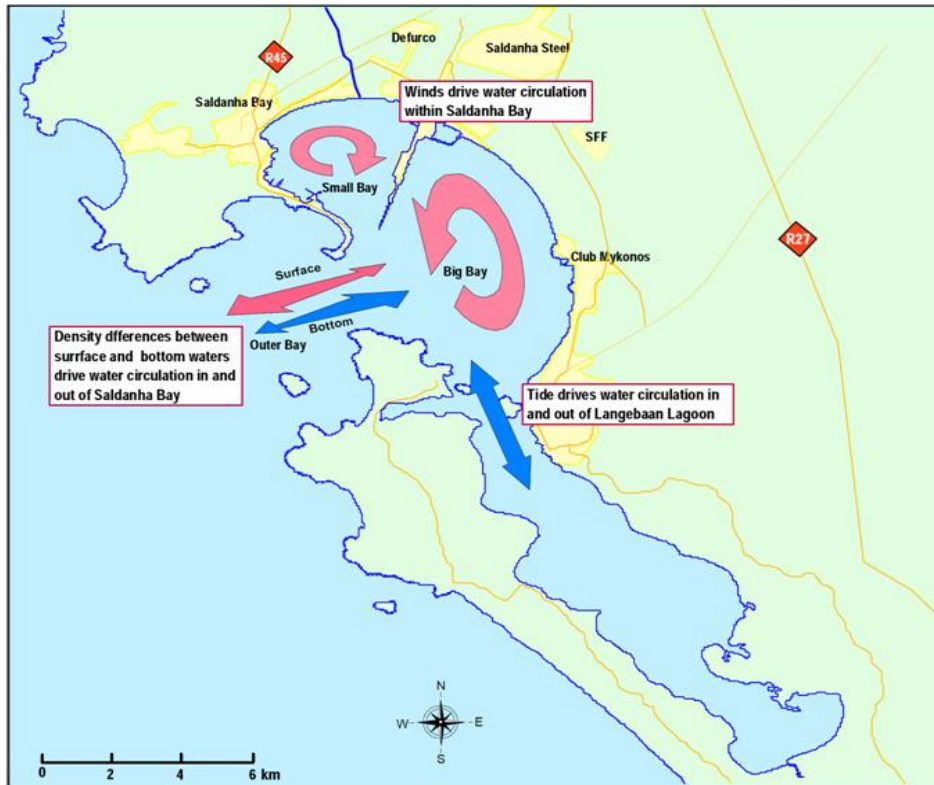 Defurco
Saldanha Steel
R45
Saldanha Bay
Winds drive water circulation
within Saldanha Bay
SFF
Small Bay
R27
Club Mykonos
Big Bay
Surface
Bottom
Outer Bay
Density dfferences between
surrface and bottom waters
drive water circulation in and
out of Saldanha Bay
Tide drives water circulation in
and out of Langebaan Lagoon
N
W
E
S
0 2 4 6 km